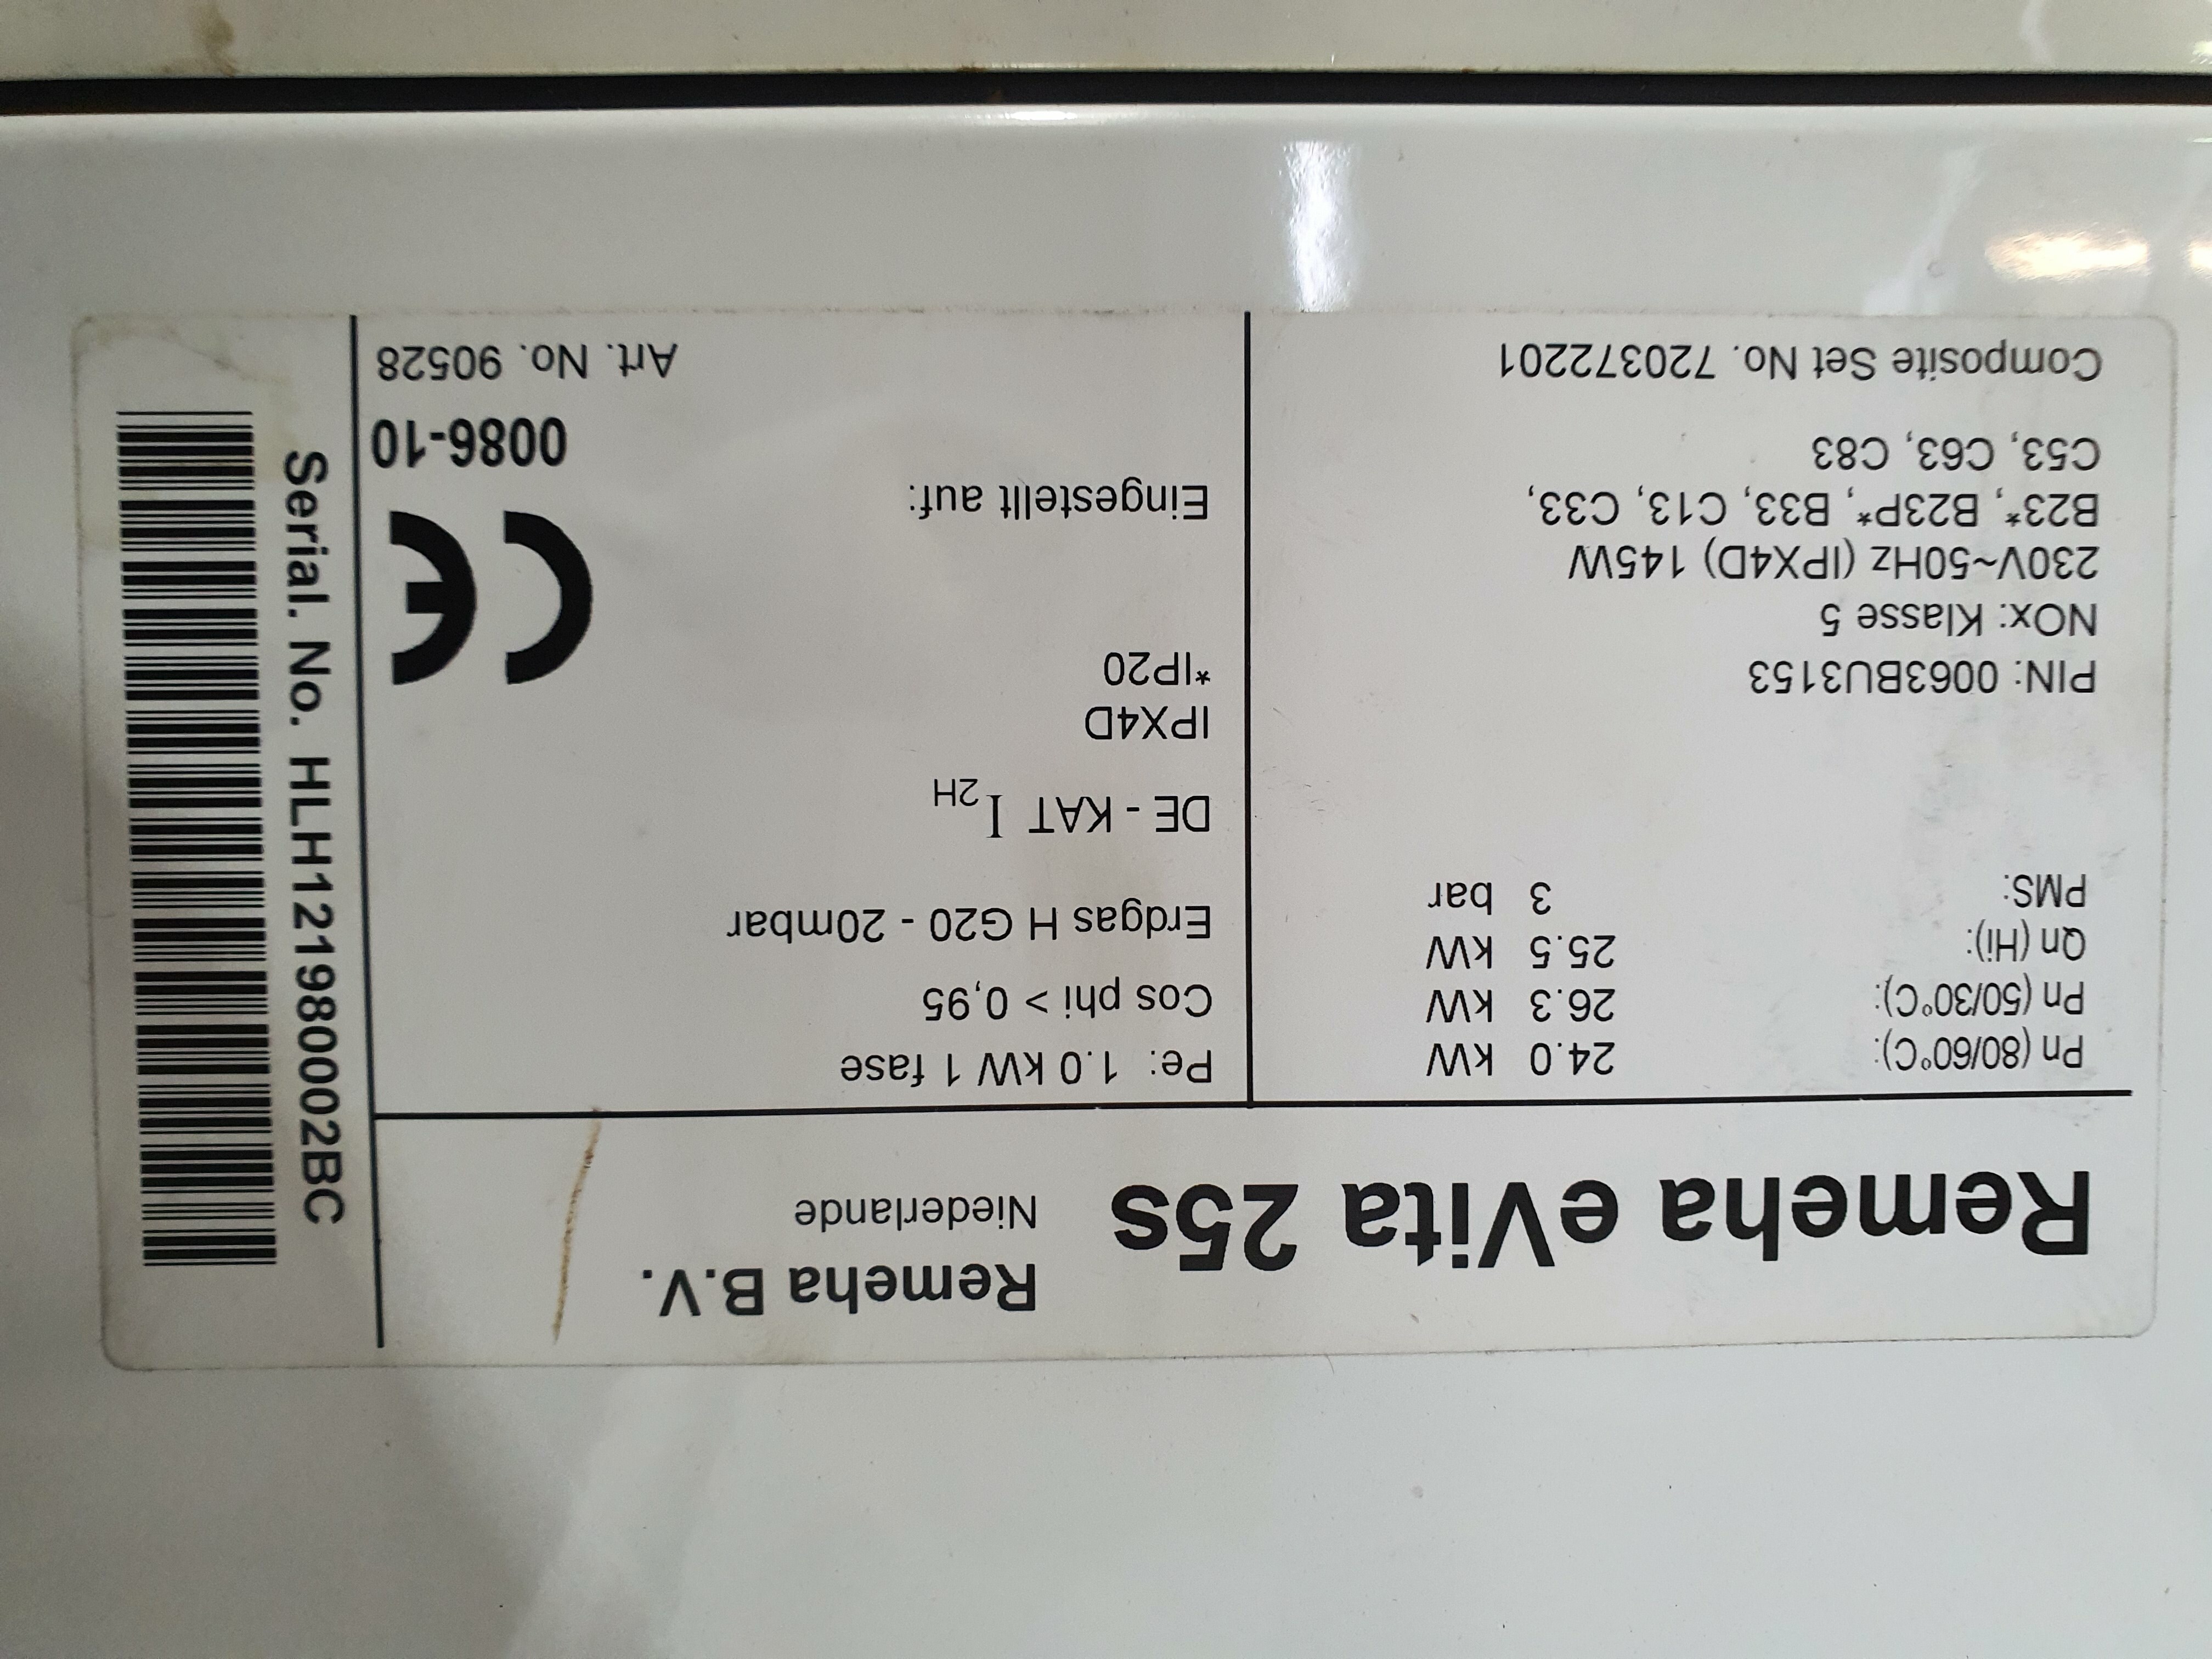 Remeha eVita 25s
Remeha B.V.
Niederlande
Pn (80/60°C): 24.0 kW
Pn (50/30°C): 26.3 kW
Qn (Hi): 25.5 kW
PMS: 3 bar
PIN: 0063BU3153
NOx: Klasse 5
230V~50Hz (IPX4D) 145W
B23*, B23P*, B33, C13, C33,
C53, C63, C83
Composite Set No. 720372201
Pe: 1.0 kW 1 fase
Cos phi > 0,95
Erdgas H G20 - 20mbar
DE - KAT I 2H
IPX4D
*IP20
Eingestellt auf:
CE
0086-10
Art. No. 90528
Serial. No. HLH121980002BC